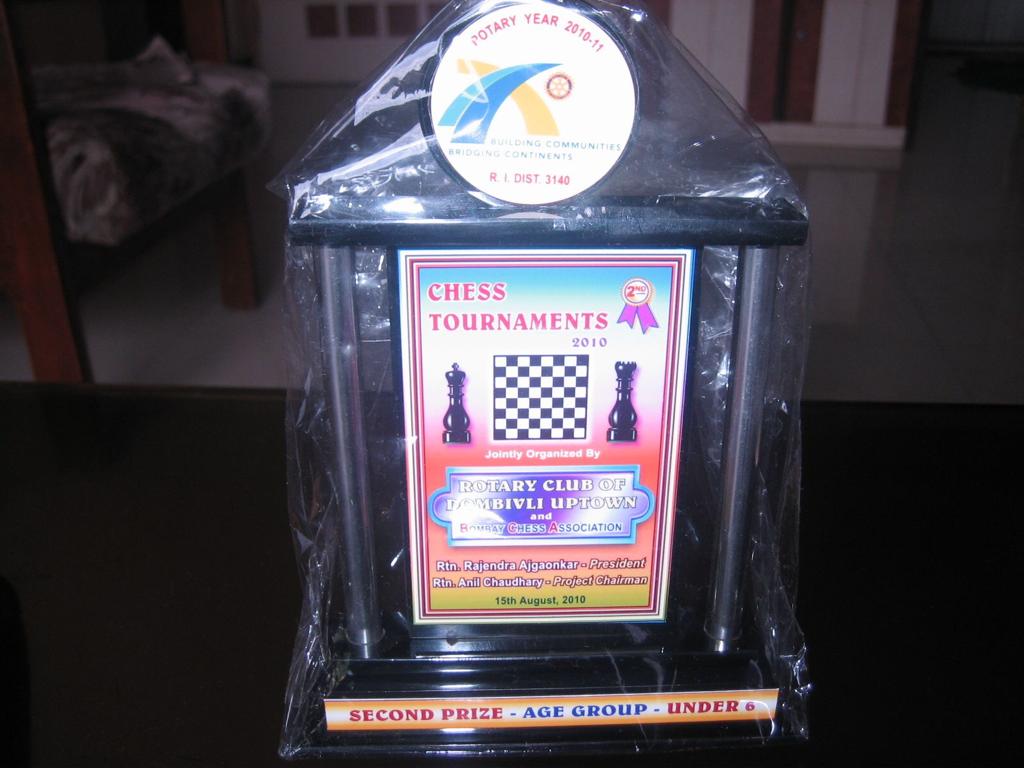 ROTARY YEAR 2010-11
BUILDING COMMUNITIES
BRIDGING CONTINENTS
R. I. DIST. 3140
CHESS
2ND
TOURNAMENTS
2010
Jointly Organized By
ROTARY CLUB OF
DOMBIVLI UPTOWN
and
BOMBAY CHESS ASSOCIATION
Rtn. Rajendra Ajgaonkar - President
Rtn. Anil Chaudhary - Project Chairman
15th August, 2010
SECOND PRIZE - AGE GROUP - UNDER 6